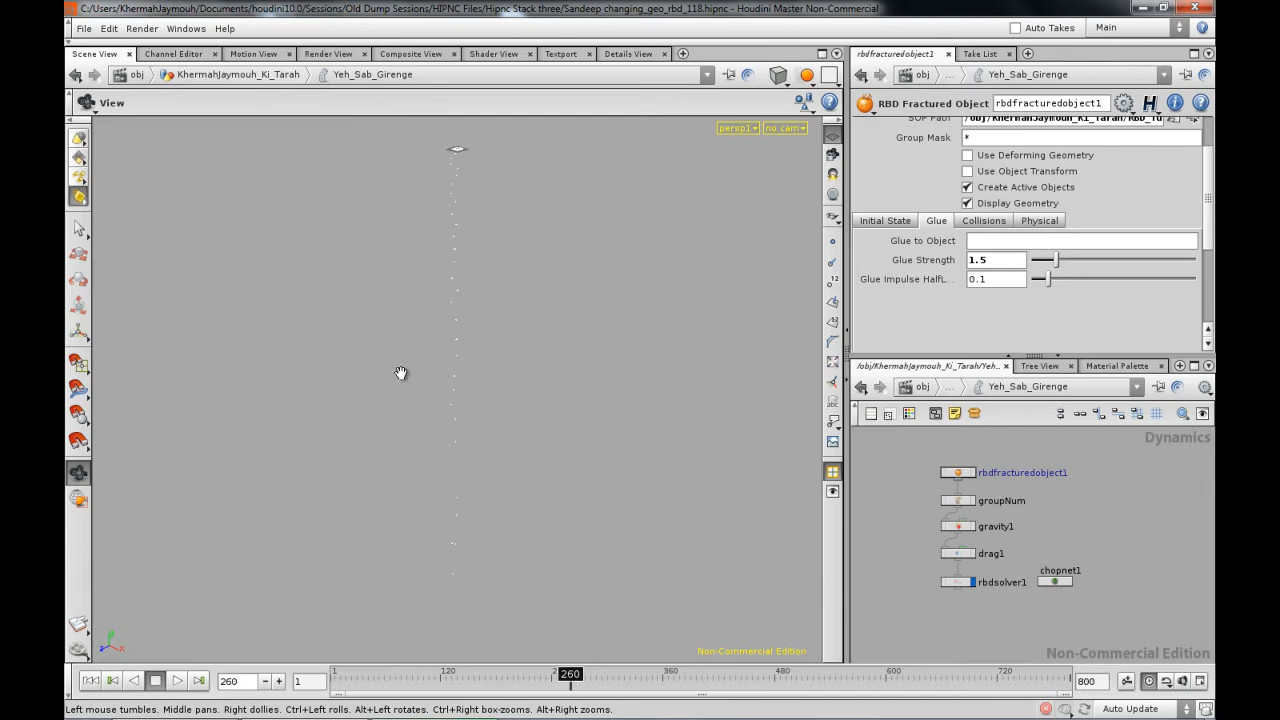 C:/Users/KhermahJaymouh/Documents/houdini10.0/Sessions/Old Dump Sessions/HIPNC Files/Hipnc Stack three/Sandeep changing_geo_rbd_118.hipnc - Houdini Master Non-Commercial
File Edit Render Windows Help
Auto Takes Main
Scene View Channel Editor Motion View Render View Composite View Shader View Textport Details View
rbdfracturedobject1 Take List
obj KhermahJaymouh_Ki_Tarah Yeh_Sab_Girenge
obj ... Yeh_Sab_Girenge
View
RBD Fractured Object rbdfracturedobject1
SOP Path
Group Mask *
persp1 no cam
Use Deforming Geometry
Use Object Transform
Create Active Objects
Display Geometry
Initial State Glue Collisions Physical
Glue to Object
Glue Strength 1.5
Glue Impulse HalfL... 0.1
/obj/KhermahJaymouh_Ki_Tarah/Yeh... Tree View Material Palette
obj ... Yeh_Sab_Girenge
Dynamics
rbdfracturedobject1
groupNum
gravity1
drag1
chopnet1
rbdsolver1
Non-Commercial Edition
Non-Commercial Edition
260 1 1 120 260 360 480 600 720 800
Left mouse tumbles. Middle pans. Right dollies. Ctrl+Left rolls. Alt+Left rotates. Ctrl+Right box-zooms. Alt+Right zooms.
Auto Update